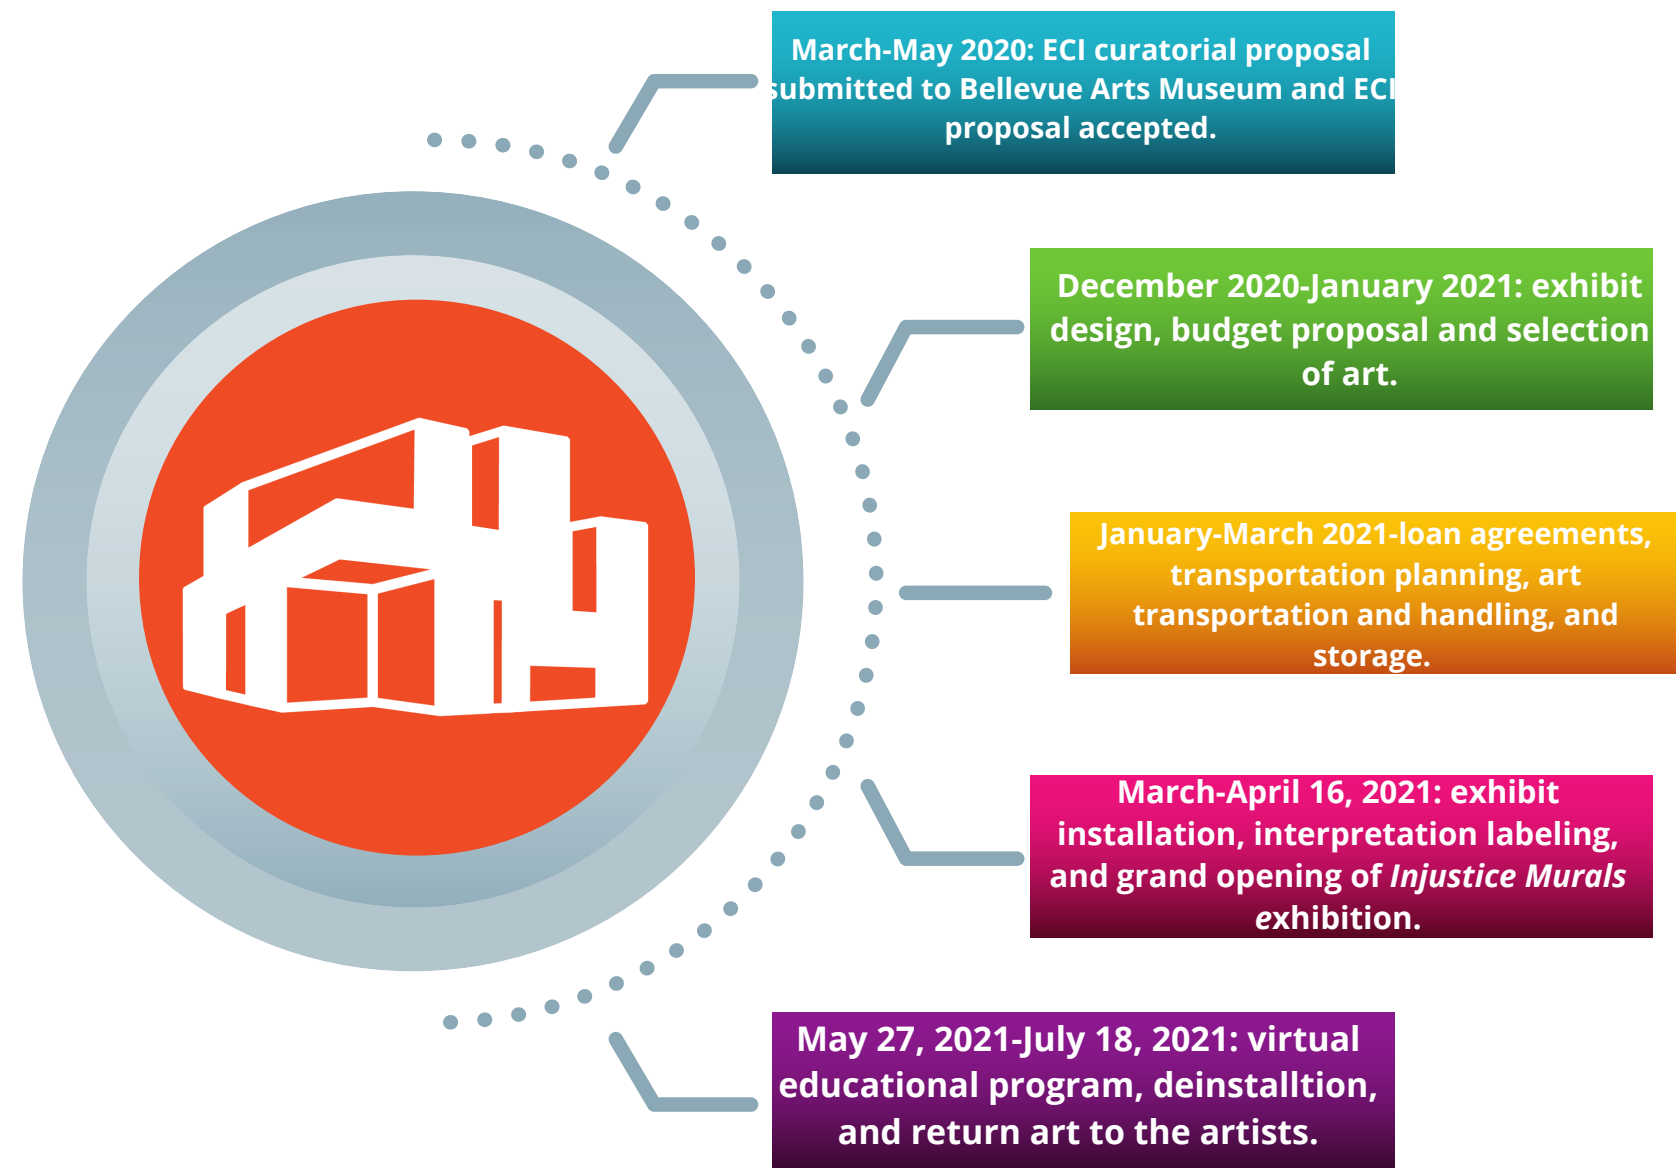 March-May 2020: ECI curatorial proposal
submitted to Bellevue Arts Museum and ECI
proposal accepted.
December 2020-January 2021: exhibit
design, budget proposal and selection
of art.
January-March 2021-loan agreements,
transportation planning, art
transportation and handling, and
storage.
March-April 16, 2021: exhibit
installation, interpretation labeling,
and grand opening of Injustice Murals
exhibition.
May 27, 2021-July 18, 2021: virtual
educational program, deinstalltion,
and return art to the artists.